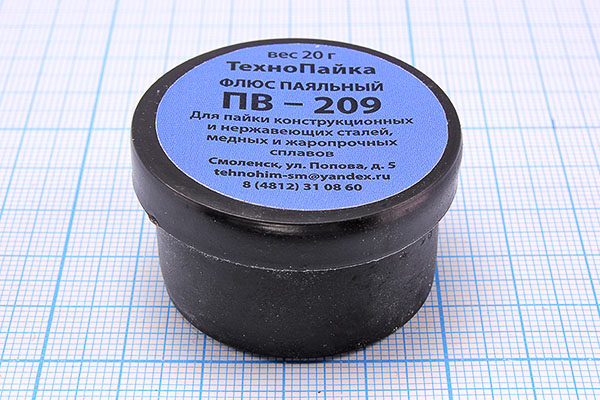 вес 20 г
ТехноПайка
ФЛЮС ПАЯЛЬНЫЙ
ПВ – 209
Для пайки конструкционных
и нержавеющих сталей,
медных и жаропрочных
сплавов
Смоленск, ул. Попова, д. 5
tehnohim-sm@yandex.ru
8 (4812) 31 08 60